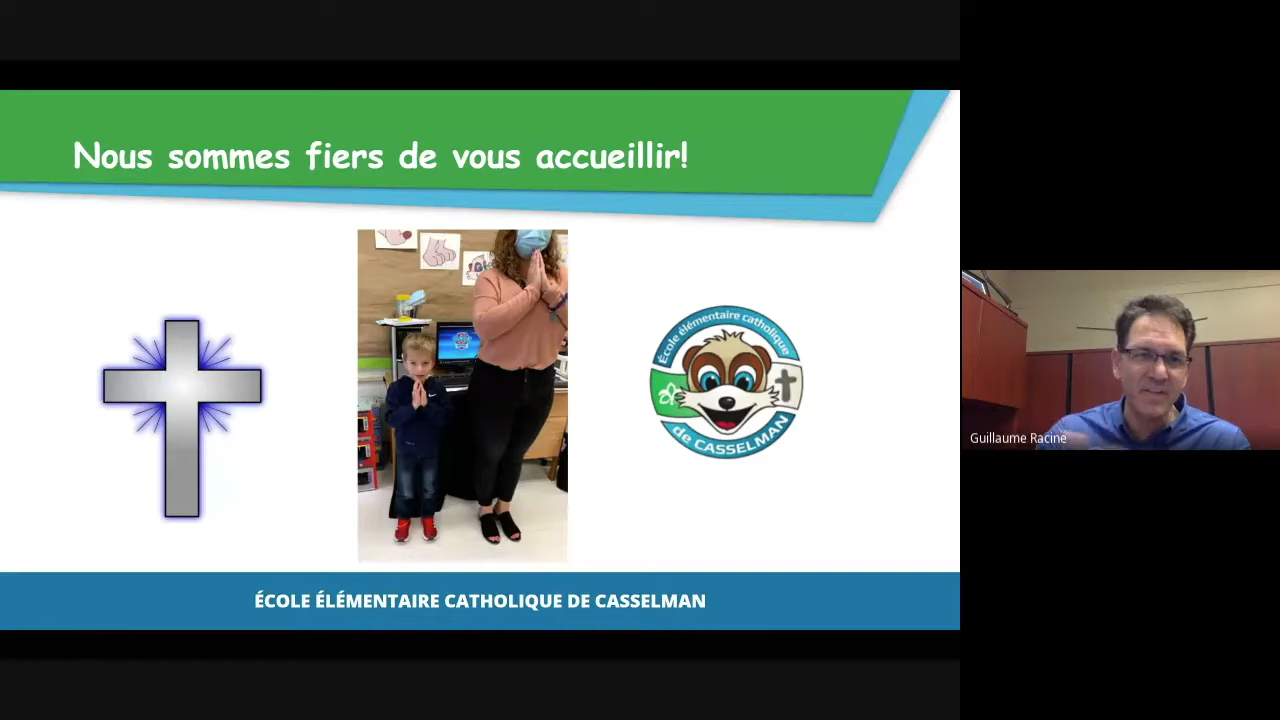 Nous sommes fiers de vous accueillir!
École élémentaire catholique
de CASSELMAN
Guillaume Racine
ÉCOLE ÉLÉMENTAIRE CATHOLIQUE DE CASSELMAN